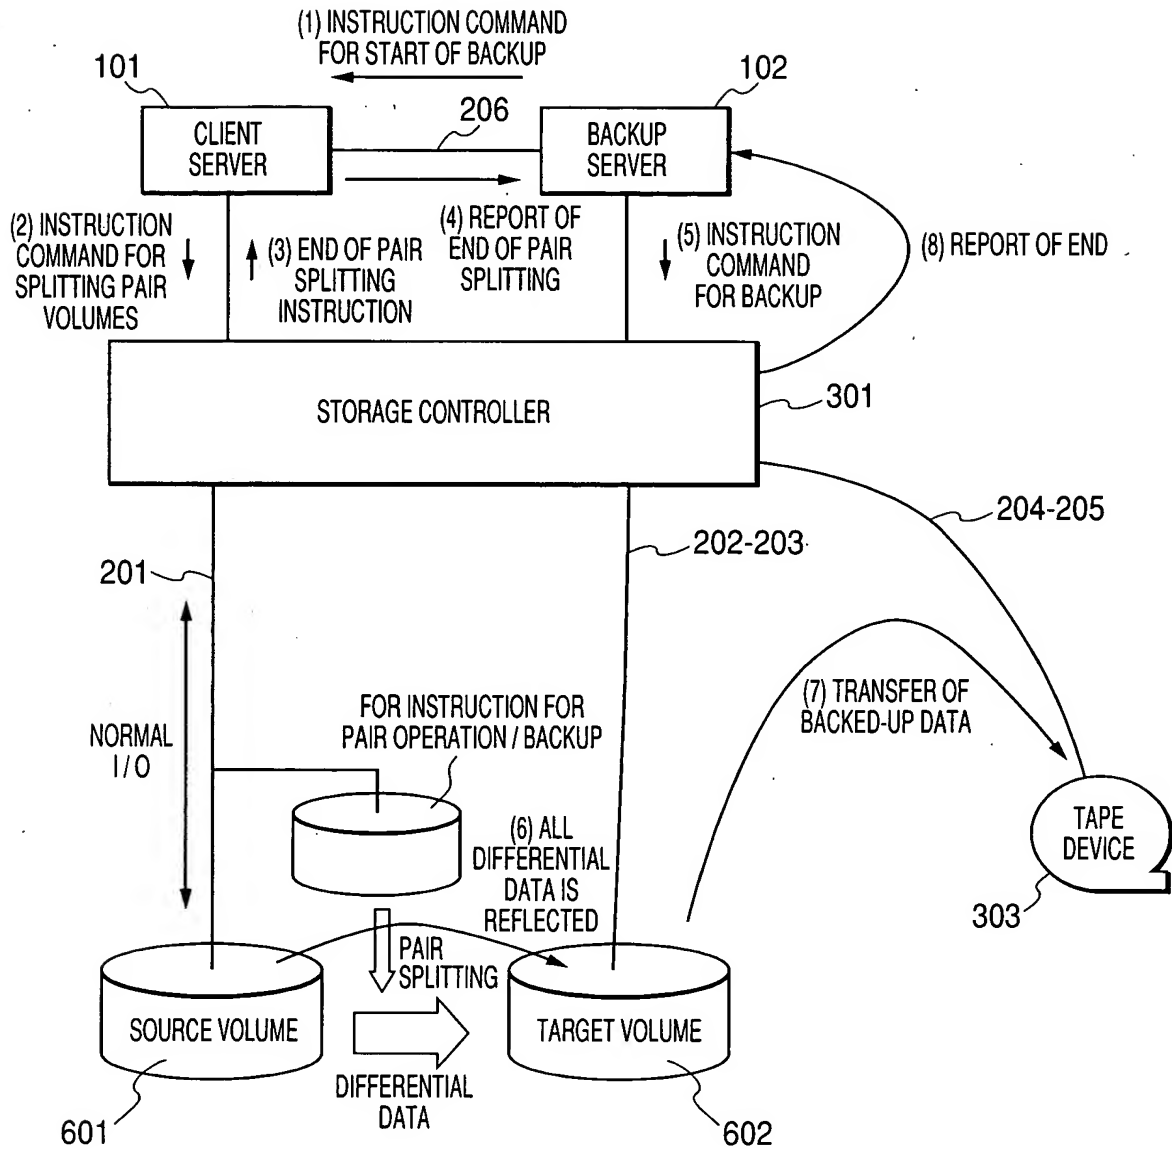 (1) INSTRUCTION COMMAND
FOR START OF BACKUP
101
102
206
CLIENT
SERVER
BACKUP
SERVER
(2) INSTRUCTION
COMMAND FOR
SPLITTING PAIR
VOLUMES
(3) END OF PAIR
SPLITTING
INSTRUCTION
(4) REPORT OF
END OF PAIR
SPLITTING
(5) INSTRUCTION
COMMAND
FOR BACKUP
(8) REPORT OF END
STORAGE CONTROLLER
301
204-205
202-203
201
NORMAL
I/O
FOR INSTRUCTION FOR
PAIR OPERATION / BACKUP
(7) TRANSFER OF
BACKED-UP DATA
(6) ALL
DIFFERENTIAL
DATA IS
REFLECTED
TAPE
DEVICE
303
PAIR
SPLITTING
SOURCE VOLUME
TARGET VOLUME
DIFFERENTIAL
DATA
601
602